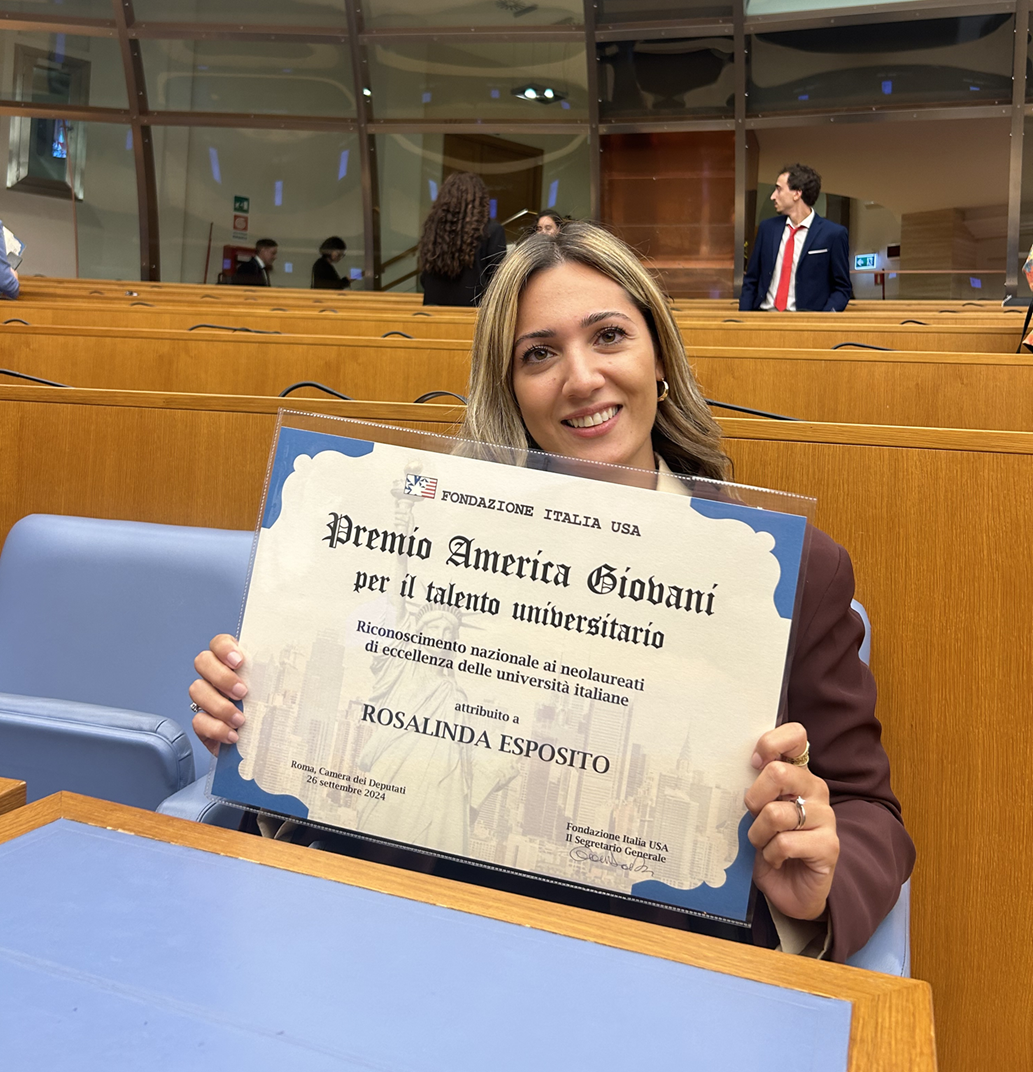 FONDAZIONE ITALIA USA
Premio America Giovani
per il talento universitario
Riconoscimento nazionale ai neolaureati
di eccellenza delle università italiane
attribuito a
ROSALINDA ESPOSITO
Roma, Camera dei Deputati
26 settembre 2024
Fondazione Italia USA
Il Segretario Generale